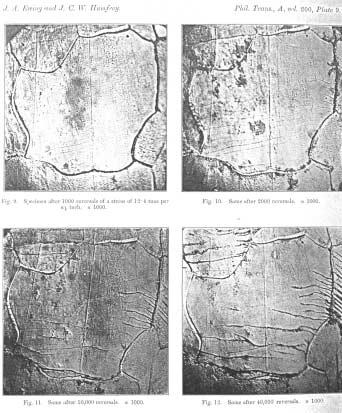 J. A. Ewing and J. C. W. Humfrey.
Phil. Trans., A, vol. 200, Plate 9.
Fig. 9. Specimen after 1000 reversals of a stress of 12·4 tons per
sq. inch. x 1000.
Fig. 10. Same after 2000 reversals. x 1000.
Fig. 11. Same after 10,000 reversals. x 1000.
Fig. 12. Same after 40,000 reversals. x 1000